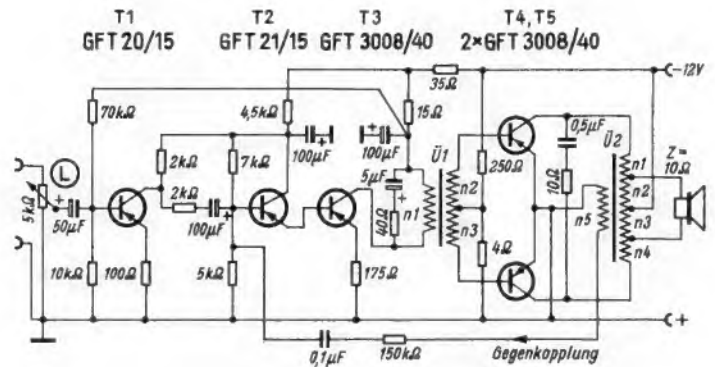 T1 T2 T3 T4, T5
GFT 20/15 GFT 21/15 GFT 3008/40 2×GFT 3008/40
−12V
35Ω
70kΩ 4,5kΩ 15Ω
0,5µF Ü2
100µF 100µF Ü1
Z=
10Ω
2kΩ 7kΩ 250Ω
5µF n2 10Ω n1
L n2
2kΩ
5kΩ + 40Ω n1 n5 n3
50µF 100µF n3 4Ω n4
10kΩ 100Ω 5kΩ 175Ω
+
0,1µF 150kΩ Gegenkopplung